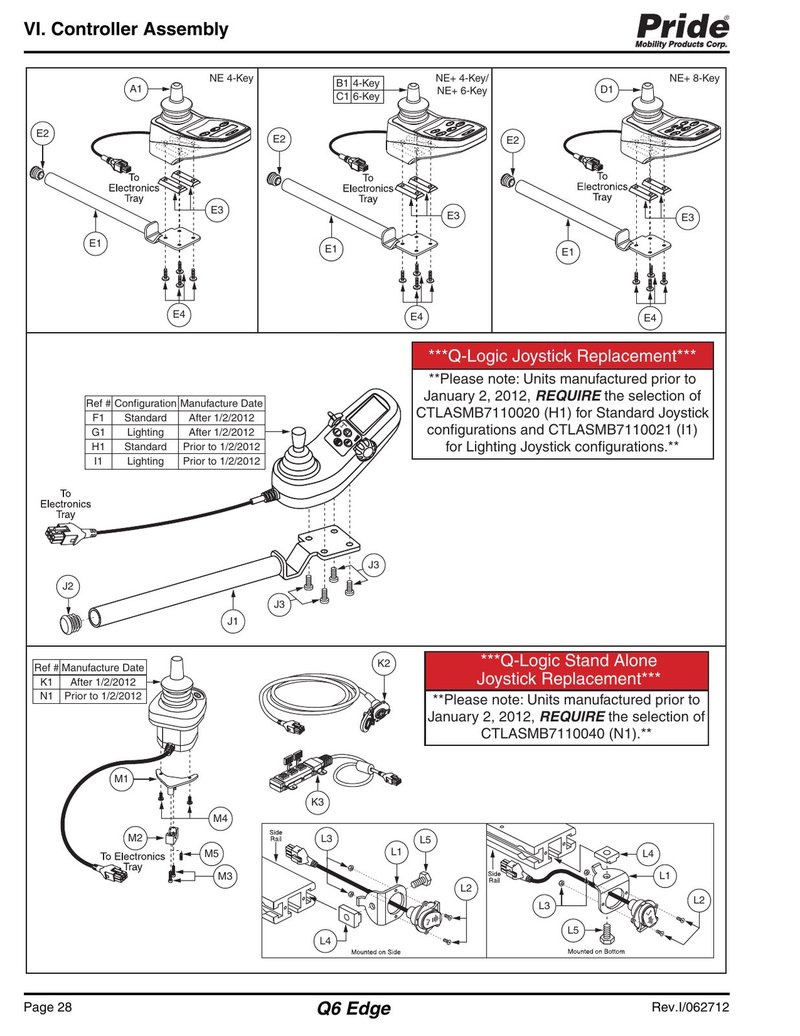 VI. Controller Assembly
Pride®
Mobility Products Corp.
NE 4-Key
A1
E2
To
Electronics
Tray
E3
E1
E4
B1 4-Key
C1 6-Key
NE+ 4-Key/
NE+ 6-Key
E2
To
Electronics
Tray
E3
E1
E4
NE+ 8-Key
D1
E2
To
Electronics
Tray
E3
E1
E4
***Q-Logic Joystick Replacement***
**Please note: Units manufactured prior to
January 2, 2012, REQUIRE the selection of
CTLASMB7110020 (H1) for Standard Joystick
configurations and CTLASMB7110021 (I1)
for Lighting Joystick configurations.**
Ref # Configuration Manufacture Date
F1 Standard After 1/2/2012
G1 Lighting After 1/2/2012
H1 Standard Prior to 1/2/2012
I1 Lighting Prior to 1/2/2012
To
Electronics
Tray
J3
J2
J3
J1
Ref # Manufacture Date
K1 After 1/2/2012
N1 Prior to 1/2/2012
K2
***Q-Logic Stand Alone
Joystick Replacement***
**Please note: Units manufactured prior to
January 2, 2012, REQUIRE the selection of
CTLASMB7110040 (N1).**
M1
K3
M4
M2
M5
To Electronics
Tray
M3
Side
Rail
L3
L1
L5
L2
L4
Mounted on Side
L4
L1
Side
Rail
L3
L2
L5
Mounted on Bottom
Page 28
Q6 Edge
Rev.I/062712